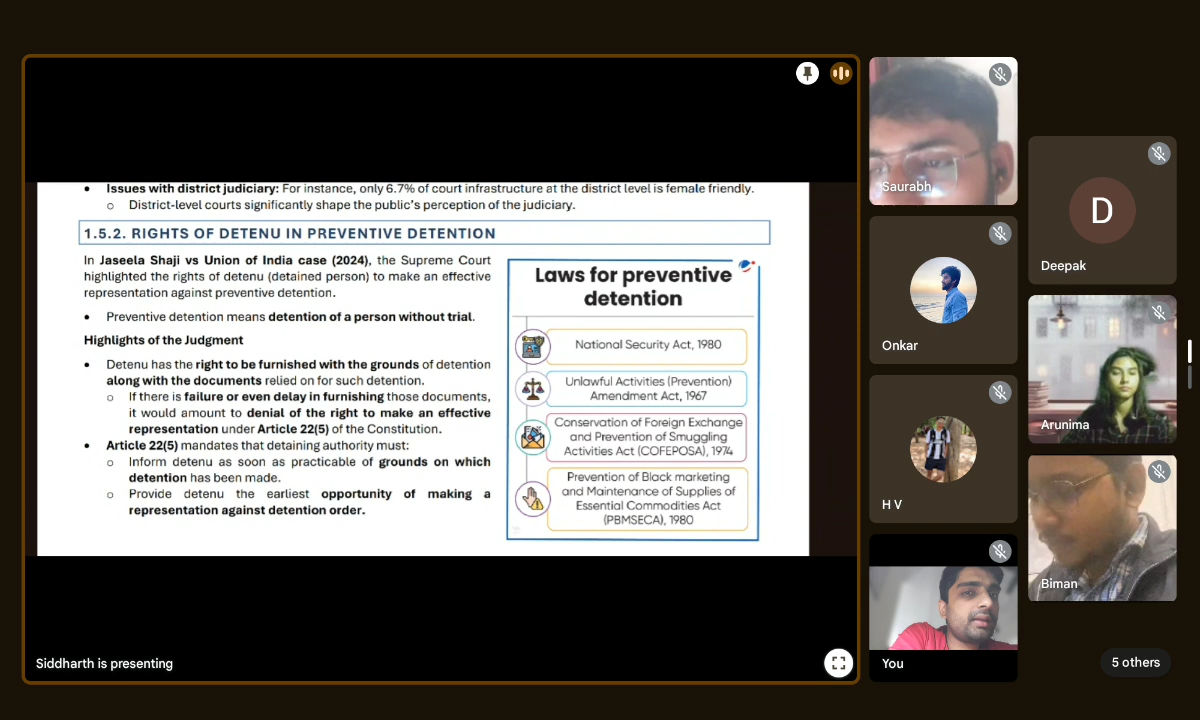 • Issues with district judiciary: For instance, only 6.7% of court infrastructure at the district level is female friendly.
o District-level courts significantly shape the public's perception of the judiciary.
1.5.2. RIGHTS OF DETENU IN PREVENTIVE DETENTION
In Jaseela Shaji vs Union of India case (2024), the Supreme Court
highlighted the rights of detenu (detained person) to make an effective
representation against preventive detention.
• Preventive detention means detention of a person without trial.
Highlights of the Judgment
• Detenu has the right to be furnished with the grounds of detention
along with the documents relied on for such detention.
o If there is failure or even delay in furnishing those documents,
it would amount to denial of the right to make an effective
representation under Article 22(5) of the Constitution.
• Article 22(5) mandates that detaining authority must:
o Inform detenu as soon as practicable of grounds on which
detention has been made.
o Provide detenu the earliest opportunity of making a
representation against detention order.
Laws for preventive
detention
National Security Act, 1980
Unlawful Activities (Prevention)
Amendment Act, 1967
Conservation of Foreign Exchange
and Prevention of Smuggling
Activities Act (COFEPOSA), 1974
Prevention of Black marketing
and Maintenance of Supplies of
Essential Commodities Act
(PBMSECA), 1980
Siddharth is presenting
Saurabh
Onkar
H V
You
D
Deepak
Arunima
Biman
5 others